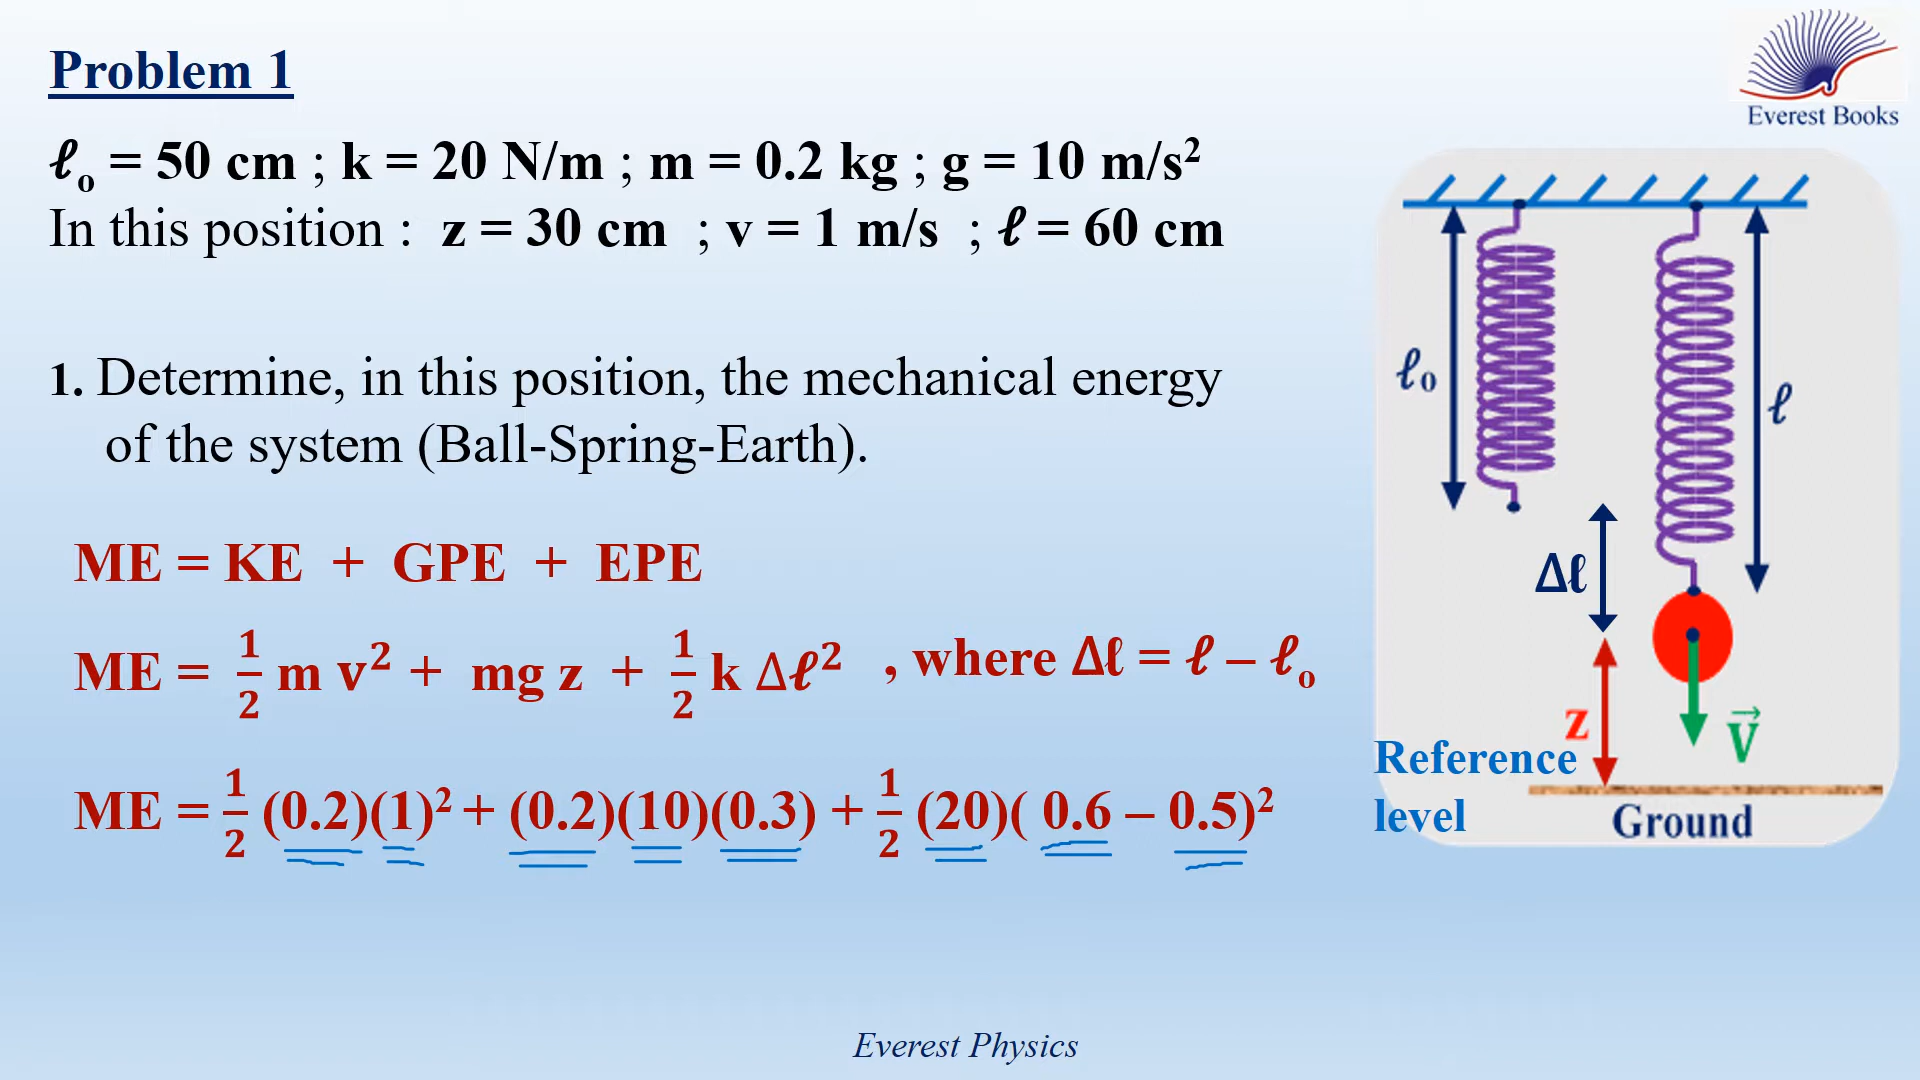 Problem 1
Everest Books
ℓₒ = 50 cm ; k = 20 N/m ; m = 0.2 kg ; g = 10 m/s²
In this position : z = 30 cm ; v = 1 m/s ; ℓ = 60 cm
1. Determine, in this position, the mechanical energy
of the system (Ball-Spring-Earth).
ME = KE + GPE + EPE
ME = 1/2 m v² + mg z + 1/2 k Δℓ² , where Δℓ = ℓ – ℓₒ
ME = 1/2 (0.2)(1)² + (0.2)(10)(0.3) + 1/2 (20)( 0.6 – 0.5)²
ℓₒ
ℓ
Δℓ
z
V⃗
Reference
level
Ground
Everest Physics